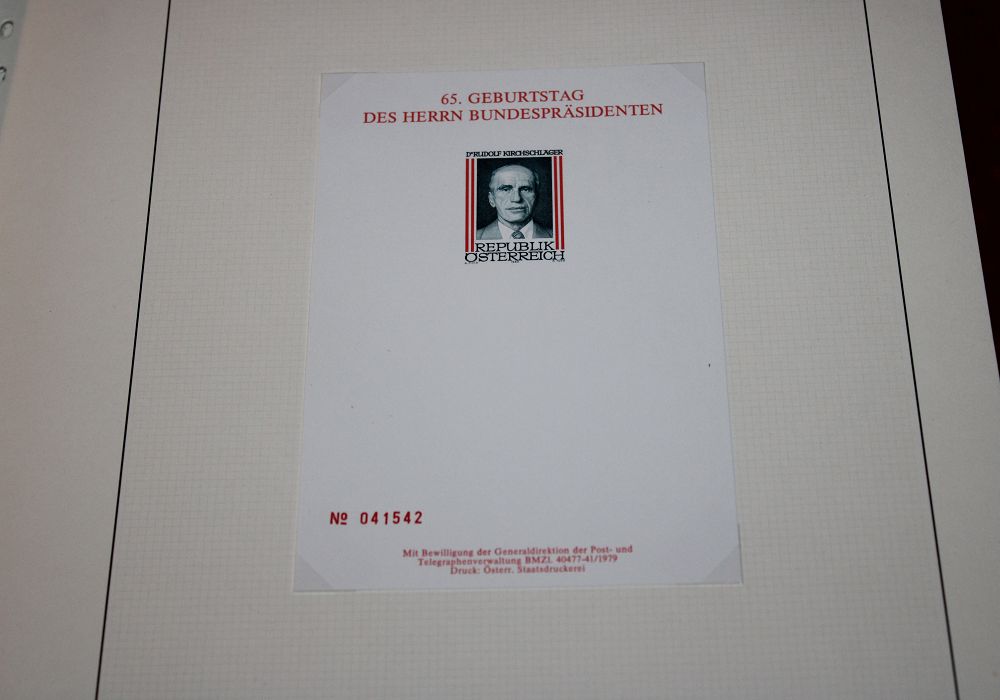 65. GEBURTSTAG
DES HERRN BUNDESPRÄSIDENTEN
Dr RUDOLF KIRCHSCHLÄGER
REPUBLIK
ÖSTERREICH
Nº 041542
Mit Bewilligung der Generaldirektion der Post- und
Telegraphenverwaltung BMZl. 40477-41/1979
Druck: Österr. Staatsdruckerei